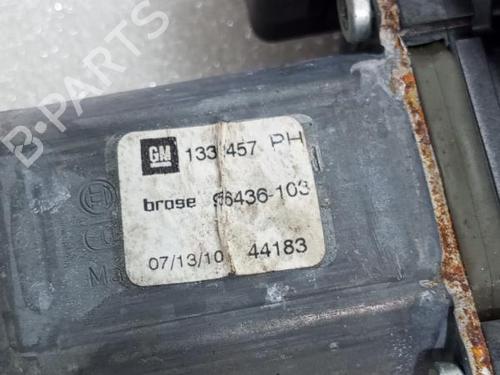 GM 133 457 PH
brose 96436-103
07/13/10 44183
B-PARTS